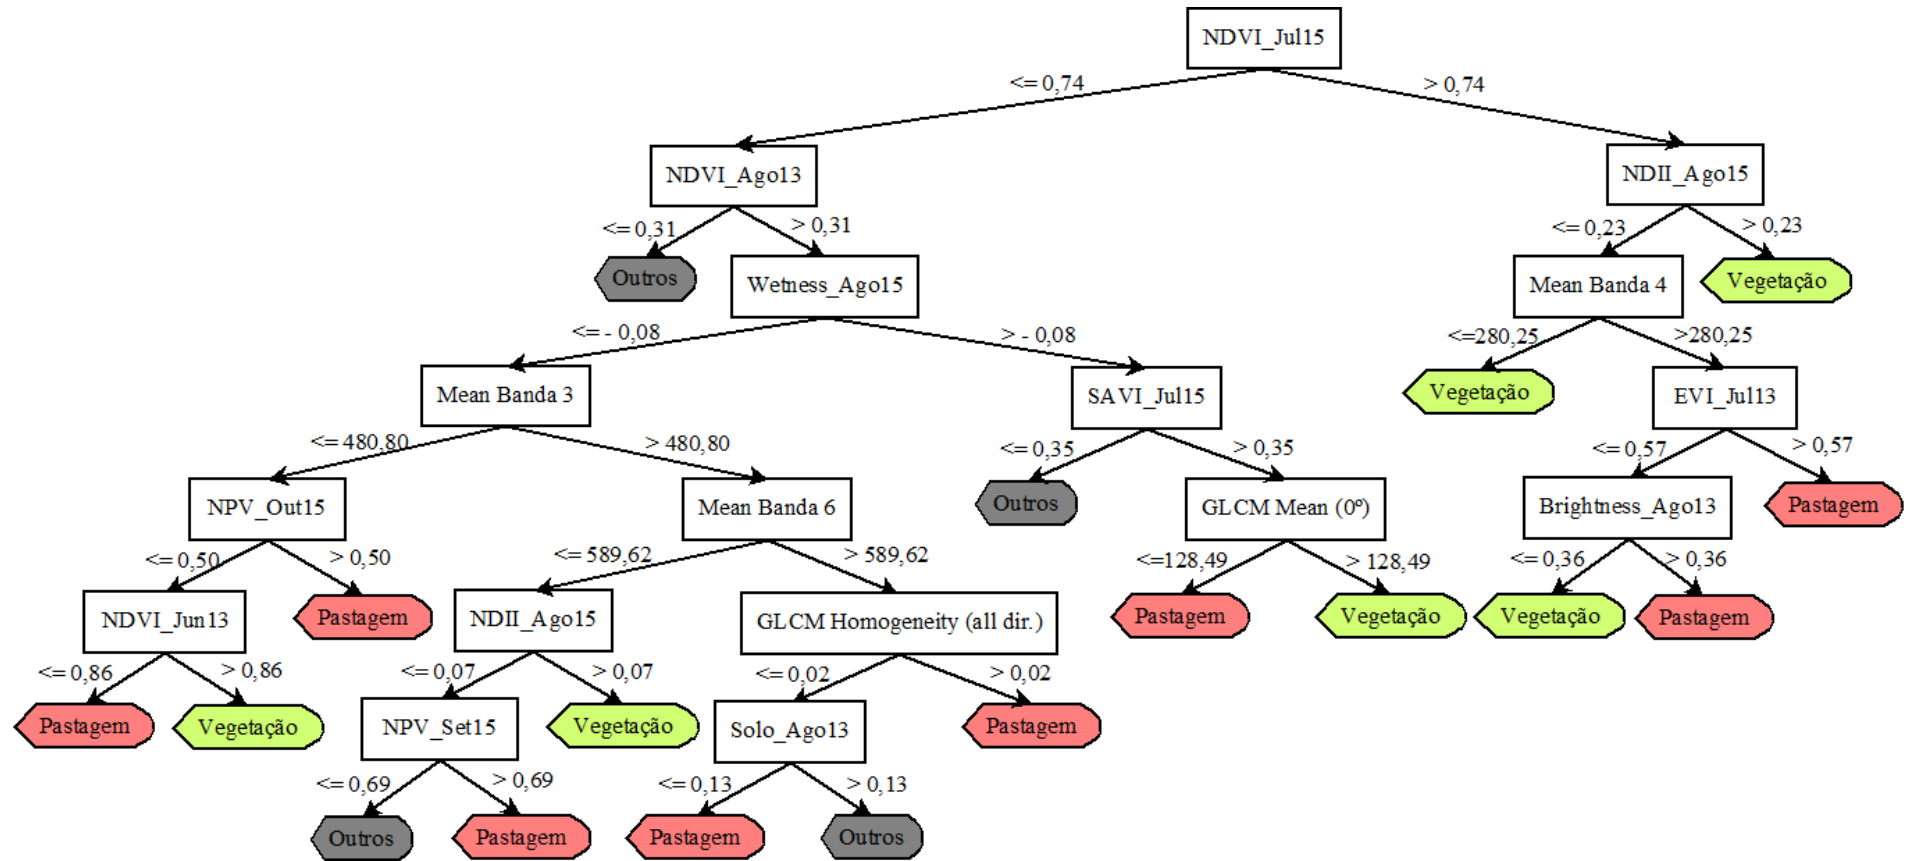 NDVI_Jul15
<= 0,74
> 0,74
NDVI_Ago13
NDII_Ago15
<= 0,31
> 0,31
<= 0,23
> 0,23
Outros
Wetness_Ago15
Mean Banda 4
Vegetação
<= - 0,08
> - 0,08
<=280,25
>280,25
Mean Banda 3
SAVI_Jul15
Vegetação
EVI_Jul13
<= 480,80
> 480,80
<= 0,35
> 0,35
<= 0,57
> 0,57
NPV_Out15
Mean Banda 6
Outros
GLCM Mean (0º)
Brightness_Ago13
Pastagem
<= 0,50
> 0,50
<= 589,62
> 589,62
<=128,49
> 128,49
<= 0,36
> 0,36
NDVI_Jun13
Pastagem
NDII_Ago15
GLCM Homogeneity (all dir.)
Pastagem
Vegetação
Vegetação
Pastagem
<= 0,86
> 0,86
<= 0,07
> 0,07
<= 0,02
> 0,02
Pastagem
Vegetação
NPV_Set15
Vegetação
Solo_Ago13
Pastagem
<= 0,69
> 0,69
<= 0,13
> 0,13
Outros
Pastagem
Pastagem
Outros